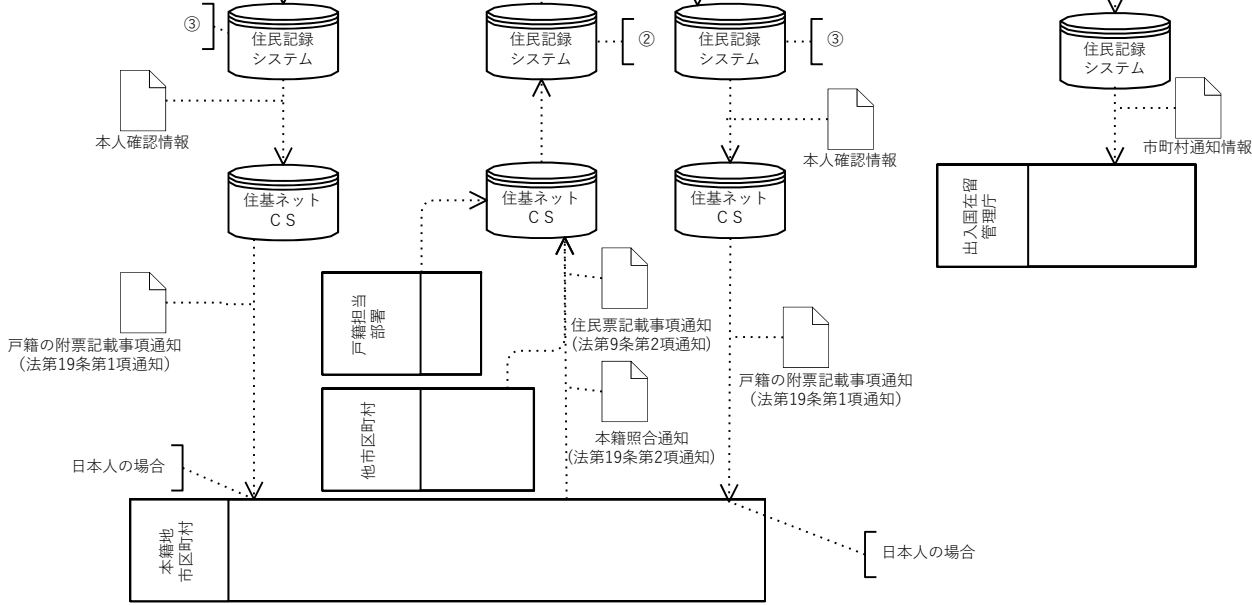 ③
住民記録
システム
住民記録
システム
②
住民記録
システム
③
住民記録
システム
本人確認情報
本人確認情報
市町村通知情報
住基ネット
ＣＳ
住基ネット
ＣＳ
住基ネット
ＣＳ
出入国在留
管理庁
戸籍担当
部署
戸籍の附票記載事項通知
（法第19条第1項通知）
住民票記載事項通知
(法第9条第2項通知)
戸籍の附票記載事項通知
（法第19条第1項通知）
他市区町村
本籍照合通知
(法第19条第2項通知)
日本人の場合
本籍地
市区町村
日本人の場合